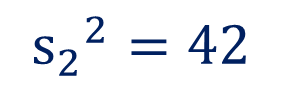 s₂² = 42